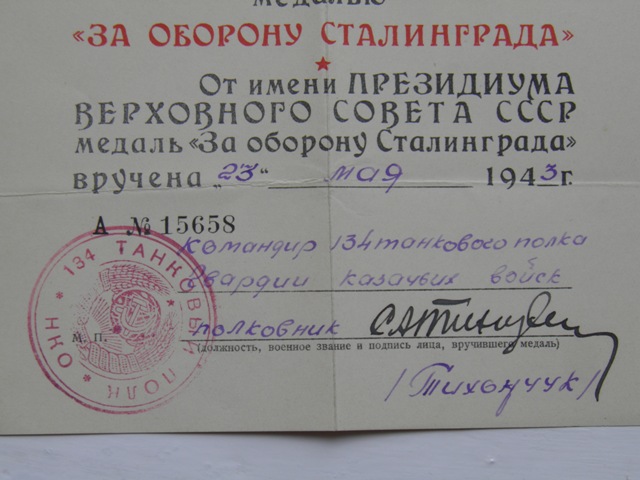 медалью
«ЗА ОБОРОНУ СТАЛИНГРАДА»
От имени ПРЕЗИДИУМА
ВЕРХОВНОГО СОВЕТА СССР
медаль «За оборону Сталинграда»
вручена „23“ мая 1943 г.
А № 15658
Командир 134 танкового полка
Гвардии казачьих войск
полковник
М. П.
(должность, военное звание и подпись лица, вручившего медаль)
/Тихончук/
* 134 ТАНКОВЫЙ ПОЛК * НКО *